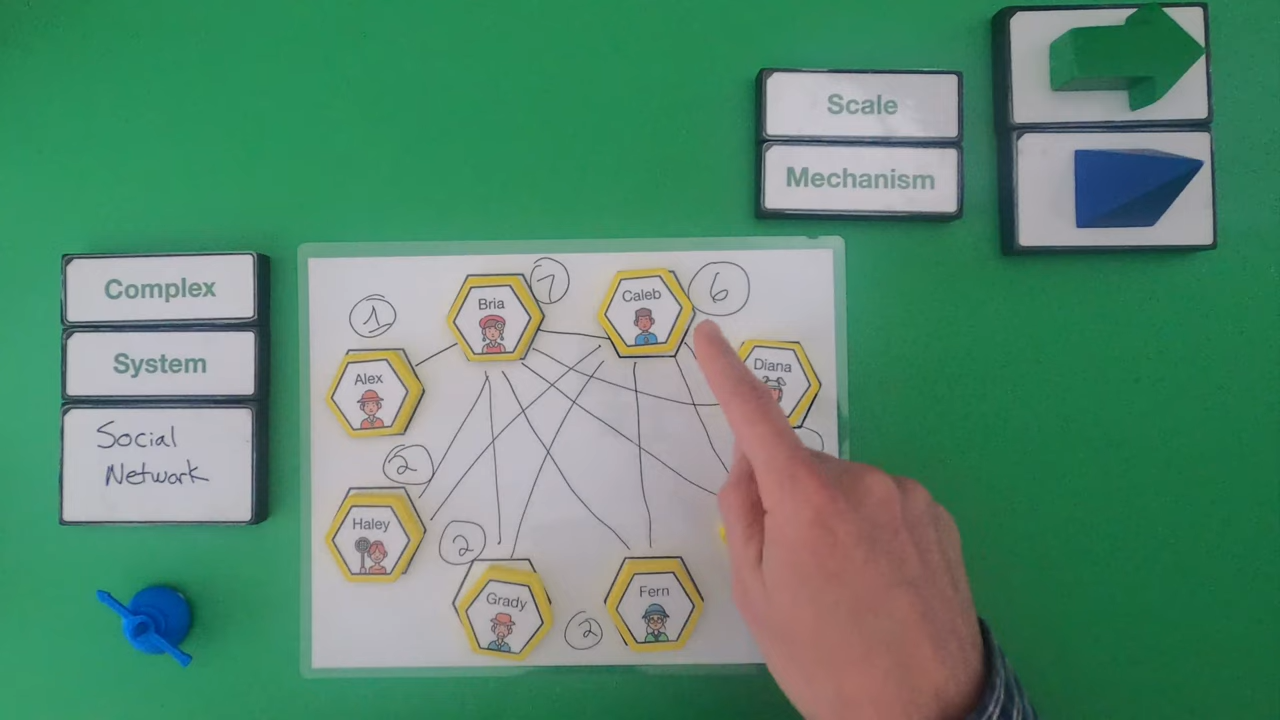 Scale
Mechanism
Complex
System
Social
Network
Bria
7
Caleb
6
1
Alex
Diana
2
Haley
2
Grady
2
Fern